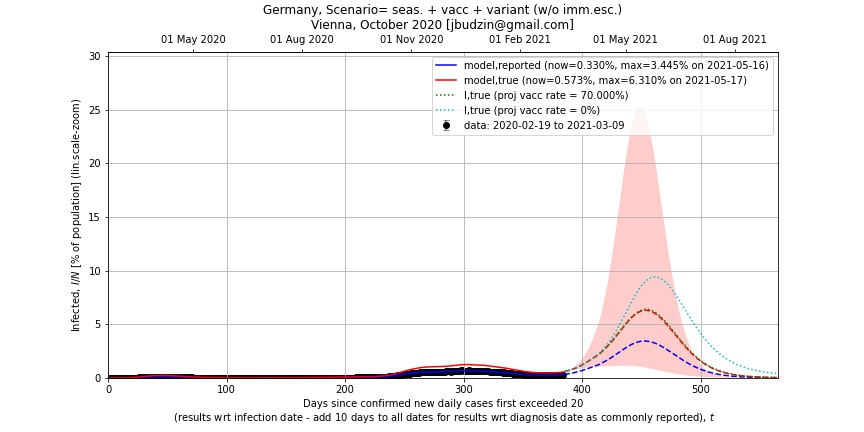 Germany, Scenario= seas. + vacc + variant (w/o imm.esc.)
Vienna, October 2020 [jbudzin@gmail.com]
01 May 2020 01 Aug 2020 01 Nov 2020 01 Feb 2021 01 May 2021 01 Aug 2021
model,reported (now=0.330%, max=3.445% on 2021-05-16)
model,true (now=0.573%, max=6.310% on 2021-05-17)
I,true (proj vacc rate = 70.000%)
I,true (proj vacc rate = 0%)
data: 2020-02-19 to 2021-03-09
Infected, I/N [% of population] (lin.scale-zoom)
30
25
20
15
10
5
0
0 100 200 300 400 500
Days since confirmed new daily cases first exceeded 20
(results wrt infection date - add 10 days to all dates for results wrt diagnosis date as commonly reported), t